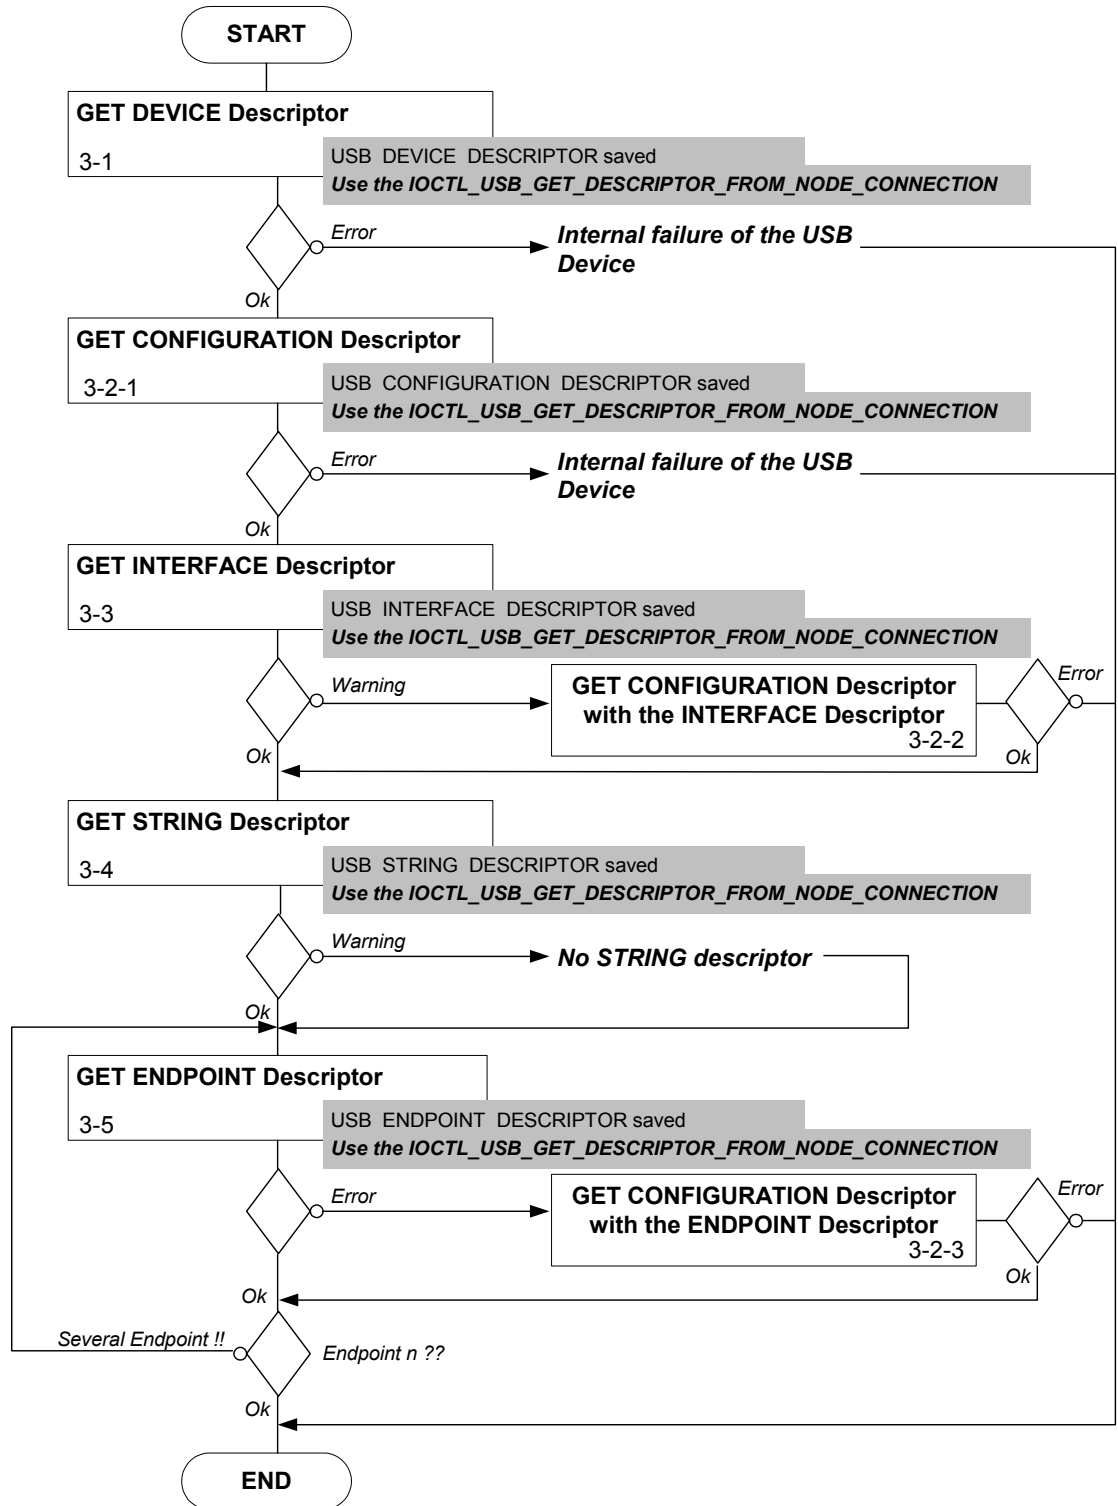 START
GET DEVICE Descriptor
3-1
USB DEVICE DESCRIPTOR saved
Use the IOCTL_USB_GET_DESCRIPTOR_FROM_NODE_CONNECTION
Error
Internal failure of the USB
Device
Ok
GET CONFIGURATION Descriptor
3-2-1
USB CONFIGURATION DESCRIPTOR saved
Use the IOCTL_USB_GET_DESCRIPTOR_FROM_NODE_CONNECTION
Error
Internal failure of the USB
Device
Ok
GET INTERFACE Descriptor
3-3
USB INTERFACE DESCRIPTOR saved
Use the IOCTL_USB_GET_DESCRIPTOR_FROM_NODE_CONNECTION
Warning
GET CONFIGURATION Descriptor
with the INTERFACE Descriptor
3-2-2
Error
Ok
Ok
GET STRING Descriptor
3-4
USB STRING DESCRIPTOR saved
Use the IOCTL_USB_GET_DESCRIPTOR_FROM_NODE_CONNECTION
Warning
No STRING descriptor
Ok
GET ENDPOINT Descriptor
3-5
USB ENDPOINT DESCRIPTOR saved
Use the IOCTL_USB_GET_DESCRIPTOR_FROM_NODE_CONNECTION
Error
GET CONFIGURATION Descriptor
with the ENDPOINT Descriptor
3-2-3
Error
Ok
Ok
Several Endpoint !!
Endpoint n ??
Ok
END